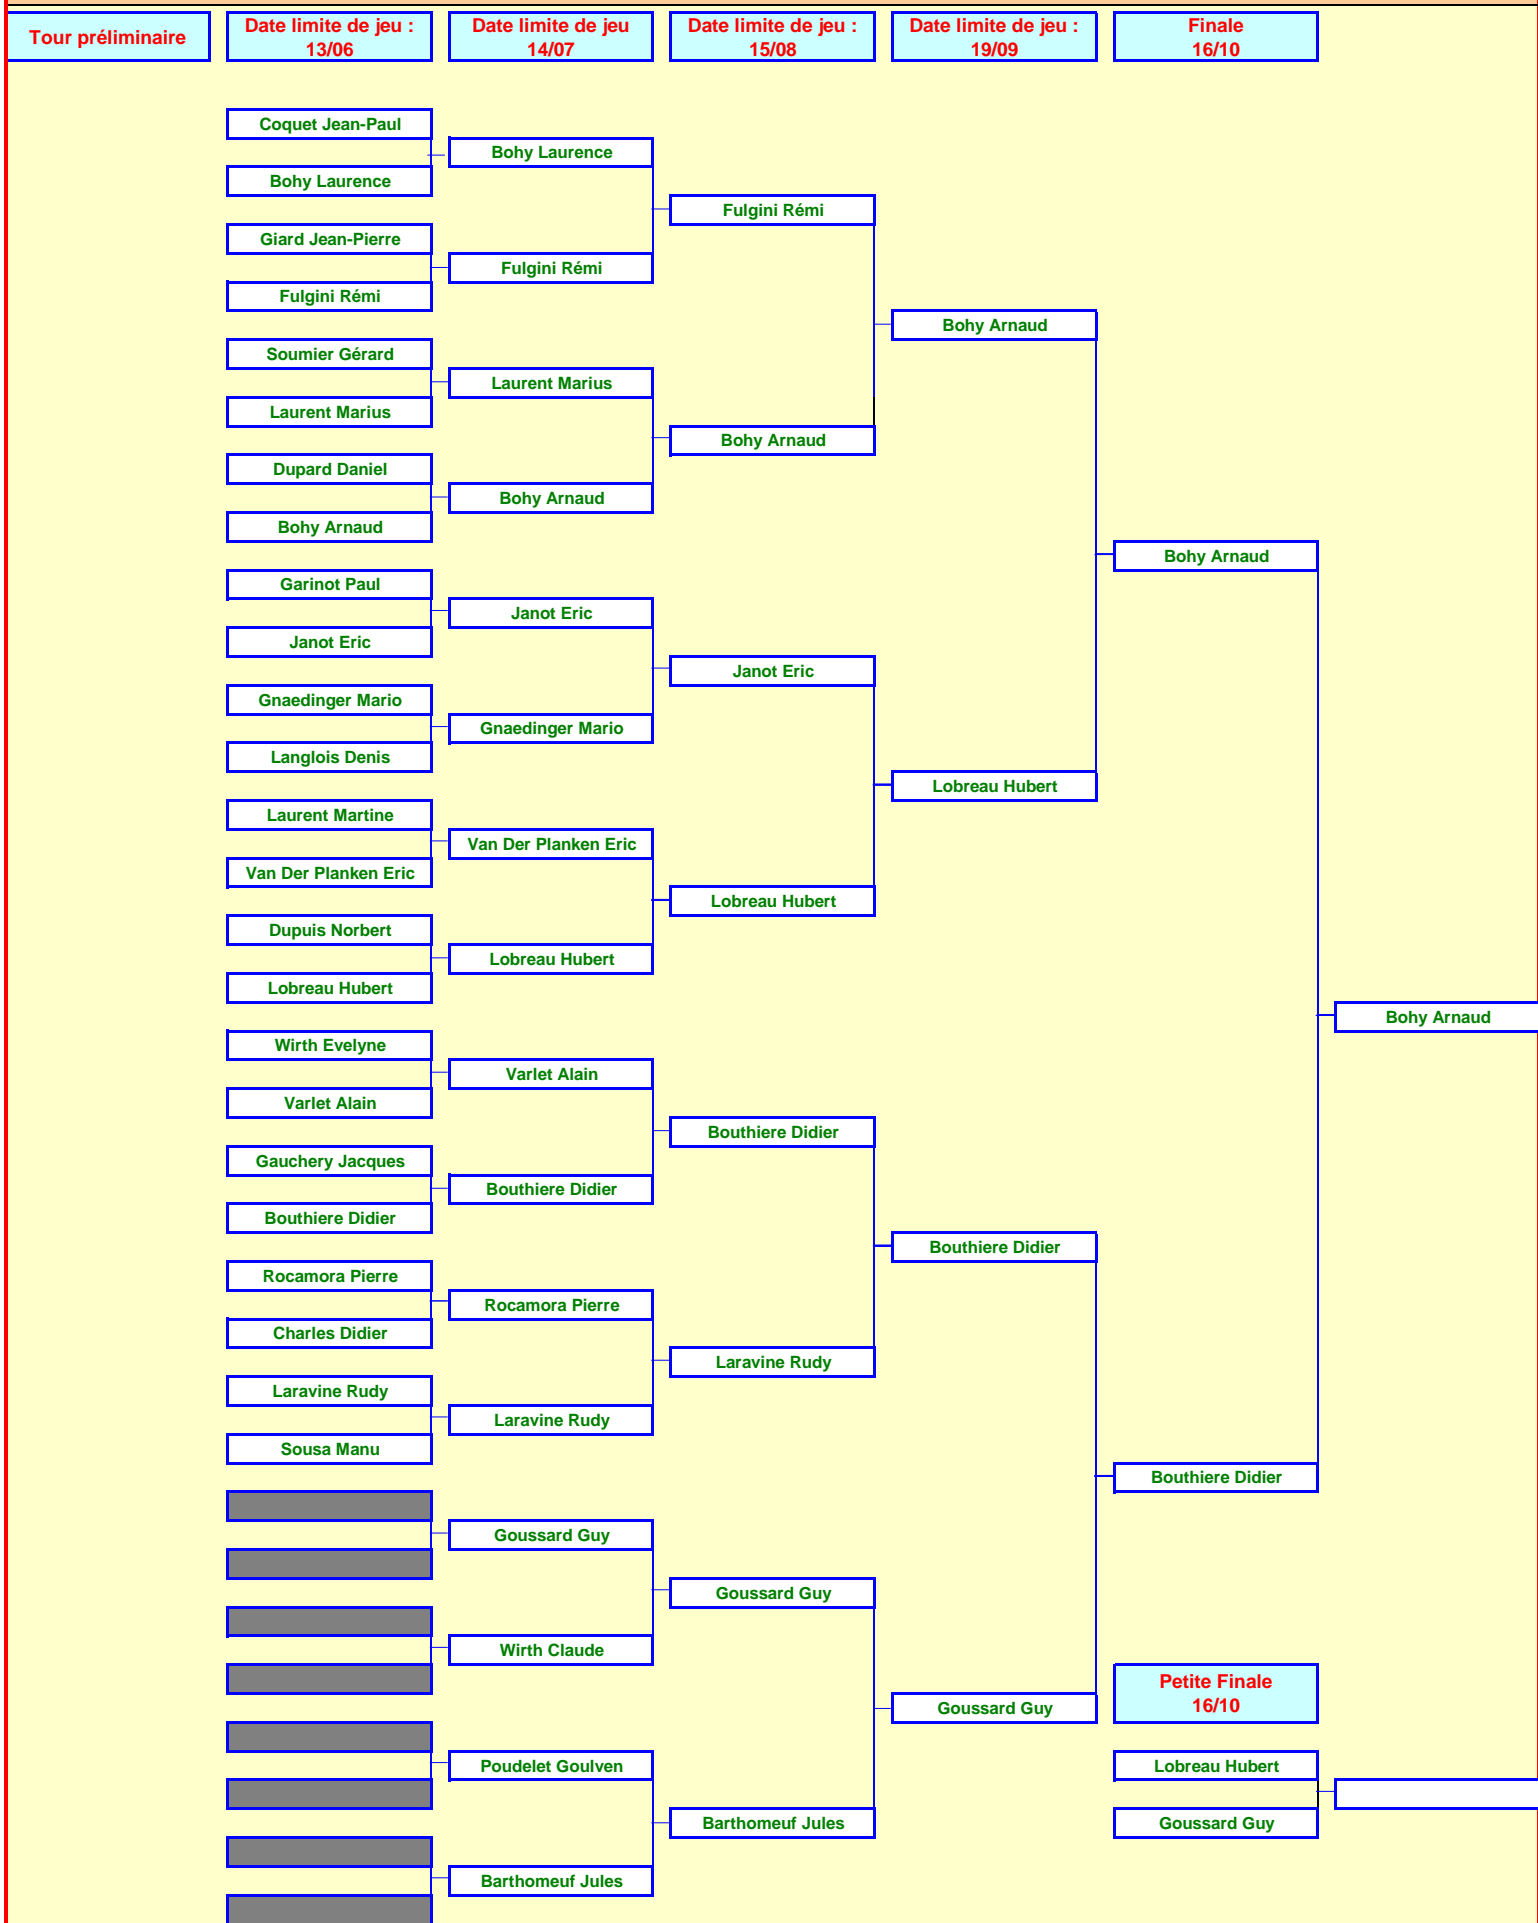 Tour préliminaire
Date limite de jeu :
13/06
Date limite de jeu
14/07
Date limite de jeu :
15/08
Date limite de jeu :
19/09
Finale
16/10
Coquet Jean-Paul
Bohy Laurence
Giard Jean-Pierre
Fulgini Rémi
Soumier Gérard
Laurent Marius
Dupard Daniel
Bohy Arnaud
Garinot Paul
Janot Eric
Gnaedinger Mario
Langlois Denis
Laurent Martine
Van Der Planken Eric
Dupuis Norbert
Lobreau Hubert
Wirth Evelyne
Varlet Alain
Gauchery Jacques
Bouthiere Didier
Rocamora Pierre
Charles Didier
Laravine Rudy
Sousa Manu
Bohy Laurence
Fulgini Rémi
Laurent Marius
Bohy Arnaud
Janot Eric
Gnaedinger Mario
Van Der Planken Eric
Lobreau Hubert
Varlet Alain
Bouthiere Didier
Rocamora Pierre
Laravine Rudy
Goussard Guy
Wirth Claude
Poudelet Goulven
Barthomeuf Jules
Fulgini Rémi
Bohy Arnaud
Janot Eric
Lobreau Hubert
Bouthiere Didier
Laravine Rudy
Goussard Guy
Barthomeuf Jules
Bohy Arnaud
Lobreau Hubert
Bouthiere Didier
Goussard Guy
Bohy Arnaud
Bouthiere Didier
Bohy Arnaud
Petite Finale
16/10
Lobreau Hubert
Goussard Guy